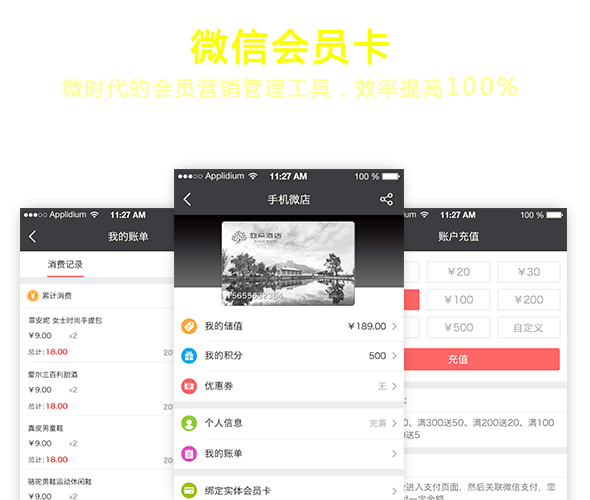 微信会员卡
微时代的会员营销管理工具，效率提高100%
Applidium 11:27 AM
我的账单
消费记录
累计消费
菲安妮 女士时尚手提包
￥9.00 x2
总计:18.00 20
爱尔兰百利甜酒
￥9.00 x2
总计:18.00 20
真皮男童鞋
￥9.00 x2
总计:18.00 20
骆驼男鞋运动休闲鞋
￥9.00 x2
Applidium 11:27 AM 100 %
手机微店
我的储值 ￥189.00
我的积分 500
优惠券 无
个人信息 完善
我的账单
绑定实体会员卡
11:27 AM 100 %
账户充值
￥20 ￥30
￥100 ￥200
￥500 自定义
充值
0、满300送50、满200送20、满100
送5
进入支付页面，然后关联微信支付，您